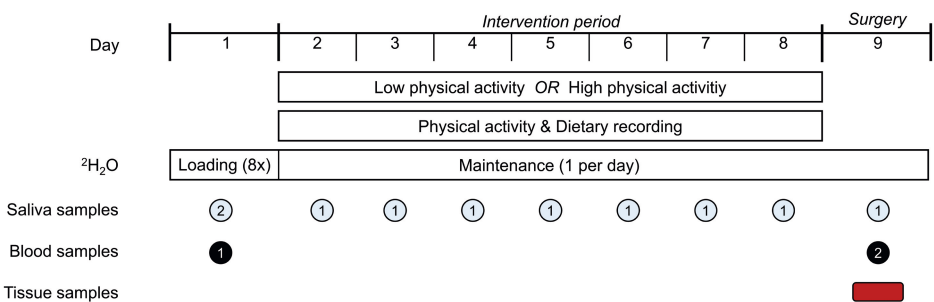 Intervention period
Surgery
Day 1 2 3 4 5 6 7 8 9
Low physical activity OR High physical activitiy
Physical activity & Dietary recording
²H₂O Loading (8x) Maintenance (1 per day)
Saliva samples 2 1 1 1 1 1 1 1 1
Blood samples 1 2
Tissue samples